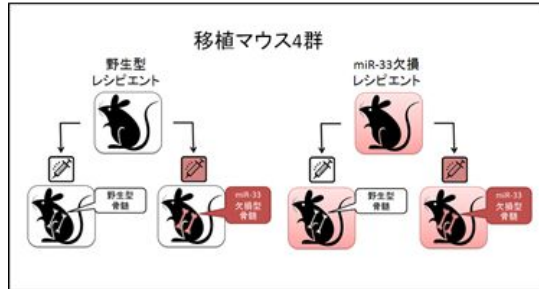 移植マウス4群
野生型
レシピエント
miR-33欠損
レシピエント
野生型
骨髄
miR-33
欠損型
骨髄
野生型
骨髄
miR-33
欠損型
骨髄